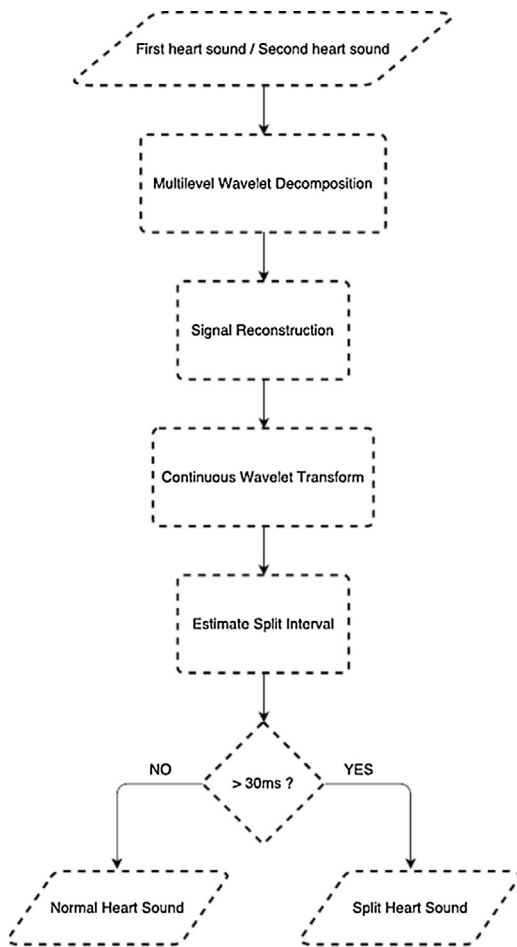 First heart sound / Second heart sound
Multilevel Wavelet Decomposition
Signal Reconstruction
Continuous Wavelet Transform
Estimate Split Interval
> 30ms ?
NO
YES
Normal Heart Sound
Split Heart Sound